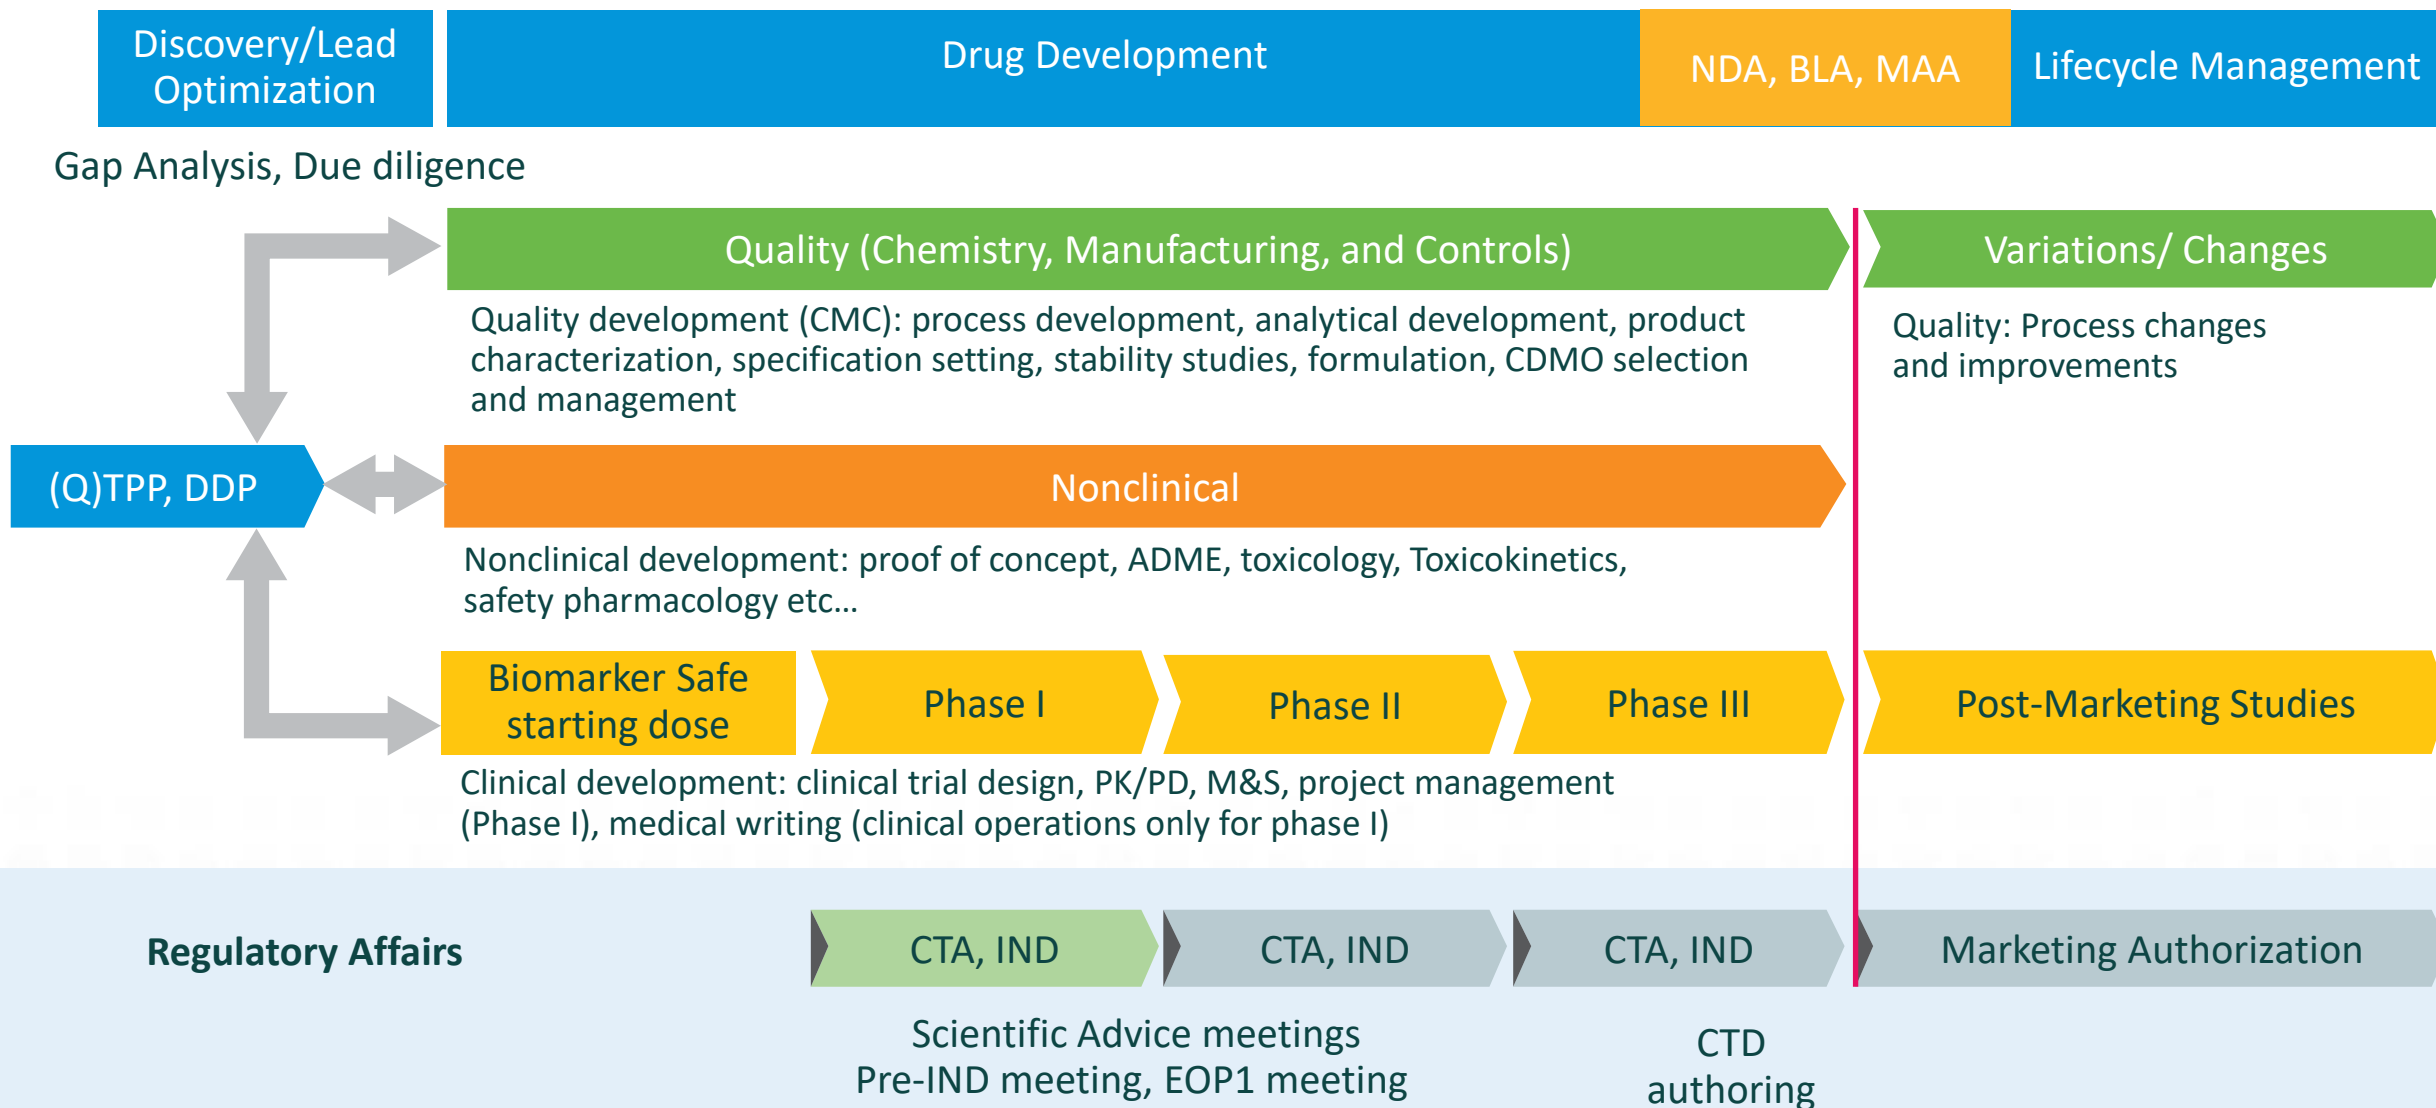 Discovery/Lead
Optimization
Drug Development
NDA, BLA, MAA
Lifecycle Management
Gap Analysis, Due diligence
Quality (Chemistry, Manufacturing, and Controls)
Variations/ Changes
Quality development (CMC): process development, analytical development, product
characterization, specification setting, stability studies, formulation, CDMO selection
and management
Quality: Process changes
and improvements
(Q)TPP, DDP
Nonclinical
Nonclinical development: proof of concept, ADME, toxicology, Toxicokinetics,
safety pharmacology etc...
Biomarker Safe
starting dose
Phase I
Phase II
Phase III
Post-Marketing Studies
Clinical development: clinical trial design, PK/PD, M&S, project management
(Phase I), medical writing (clinical operations only for phase I)
Regulatory Affairs
CTA, IND
CTA, IND
CTA, IND
Marketing Authorization
Scientific Advice meetings
Pre-IND meeting, EOP1 meeting
CTD
authoring